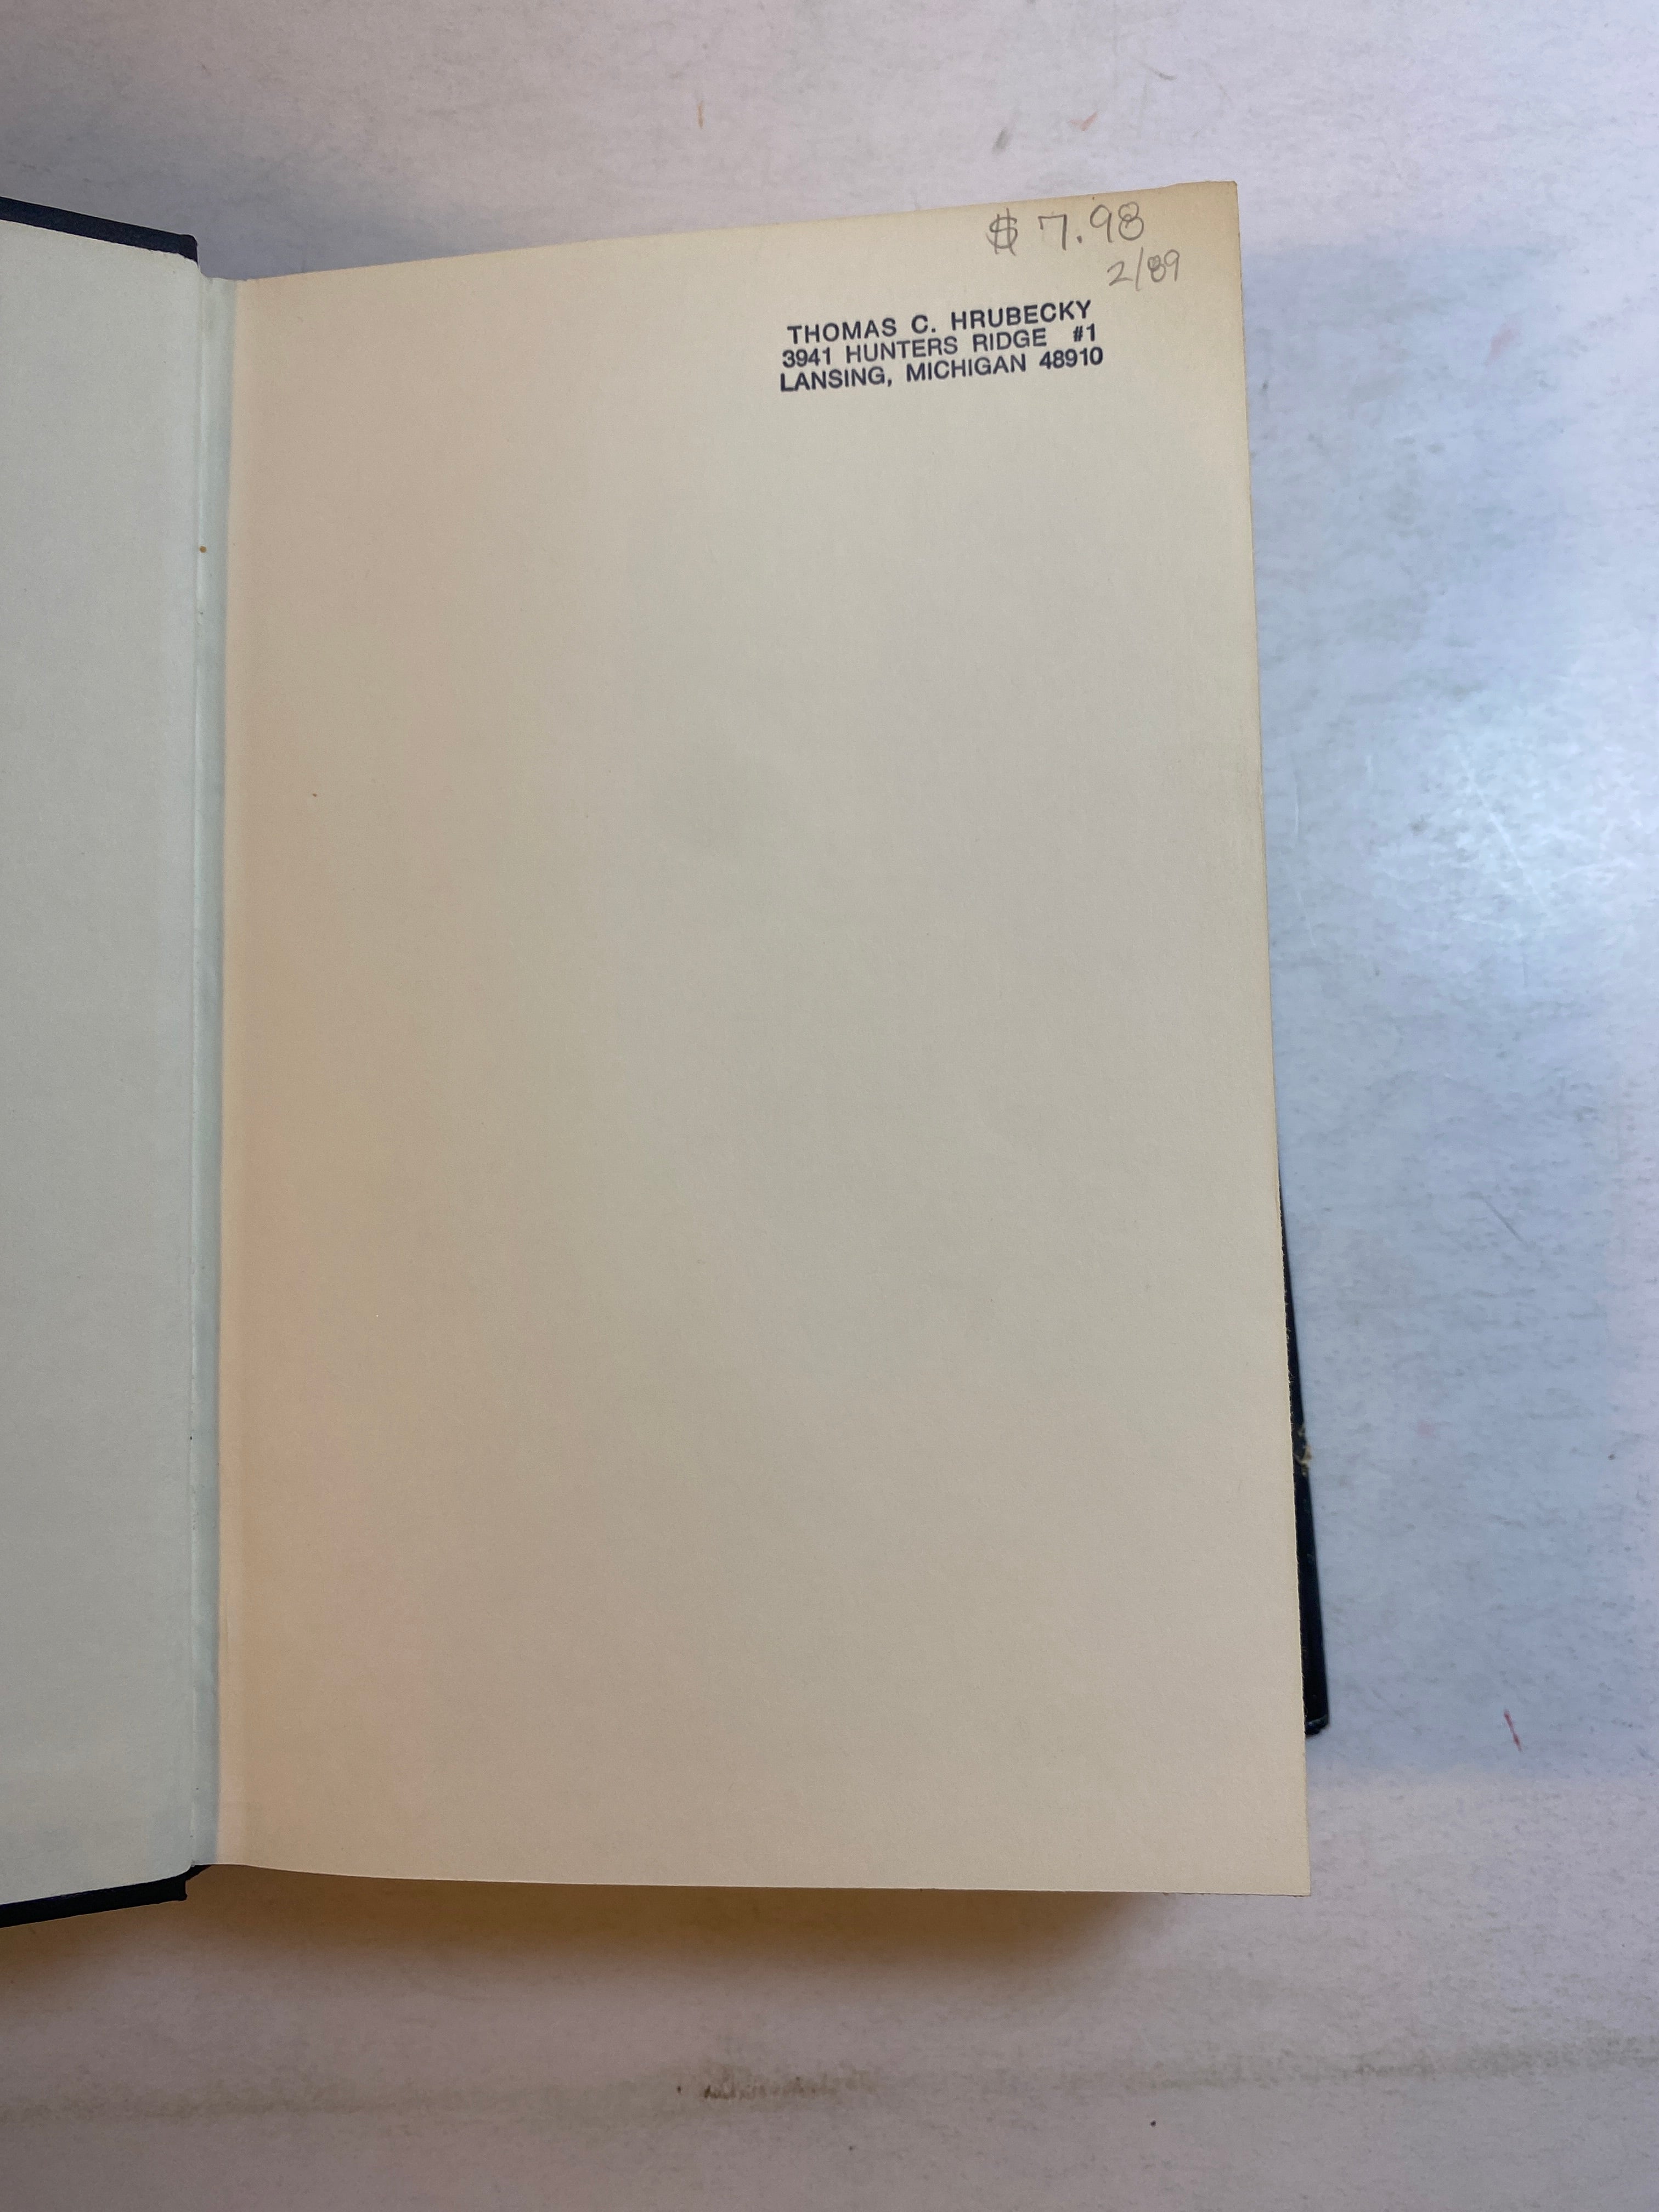 $ 7.98
2/89
THOMAS C. HRUBECKY
3941 HUNTERS RIDGE #1
LANSING, MICHIGAN 48910